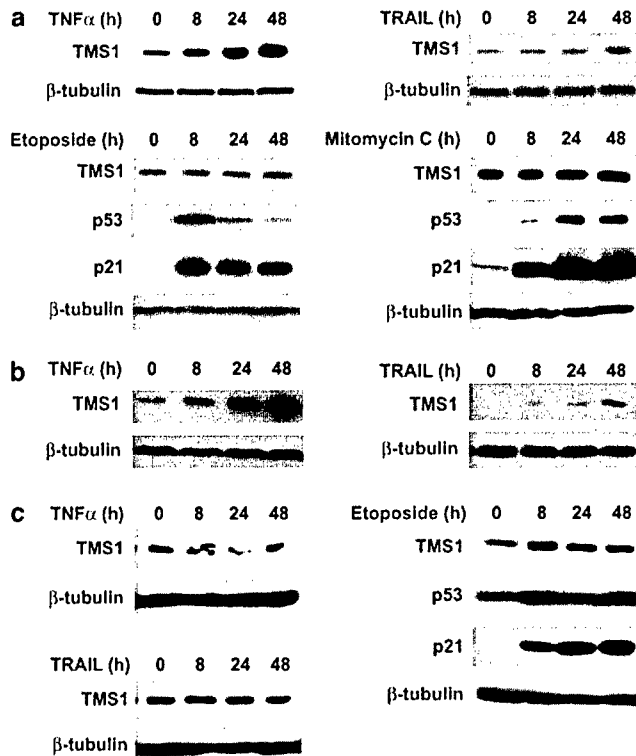 a
TNFα (h) 0 8 24 48
TMS1
β-tubulin
TRAIL (h) 0 8 24 48
TMS1
β-tubulin
Etoposide (h) 0 8 24 48
TMS1
p53
p21
β-tubulin
Mitomycin C (h) 0 8 24 48
TMS1
p53
p21
β-tubulin
b
TNFα (h) 0 8 24 48
TMS1
β-tubulin
TRAIL (h) 0 8 24 48
TMS1
β-tubulin
c
TNFα (h) 0 8 24 48
TMS1
β-tubulin
TRAIL (h) 0 8 24 48
TMS1
β-tubulin
Etoposide (h) 0 8 24 48
TMS1
p53
p21
β-tubulin